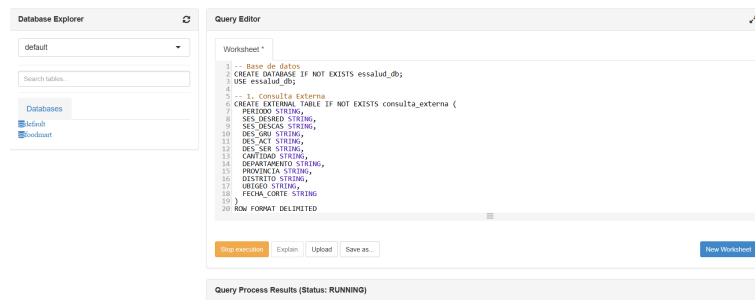 Database Explorer
default
Search tables...
Databases
default
foodmart
Query Editor
Worksheet *
1 -- Base de datos
2 CREATE DATABASE IF NOT EXISTS essalud_db;
3 USE essalud_db;
4
5 -- 1. Consulta Externa
6 CREATE EXTERNAL TABLE IF NOT EXISTS consulta_externa (
7 PERIODO STRING,
8 SES_DESRED STRING,
9 SES_DESCAS STRING,
10 DES_GRU STRING,
11 DES_ACT STRING,
12 DES_SER STRING,
13 CANTIDAD STRING,
14 DEPARTAMENTO STRING,
15 PROVINCIA STRING,
16 DISTRITO STRING,
17 UBIGEO STRING,
18 FECHA_CORTE STRING
19 )
20 ROW FORMAT DELIMITED
Stop execution Explain Upload Save as... New Worksheet
Query Process Results (Status: RUNNING)